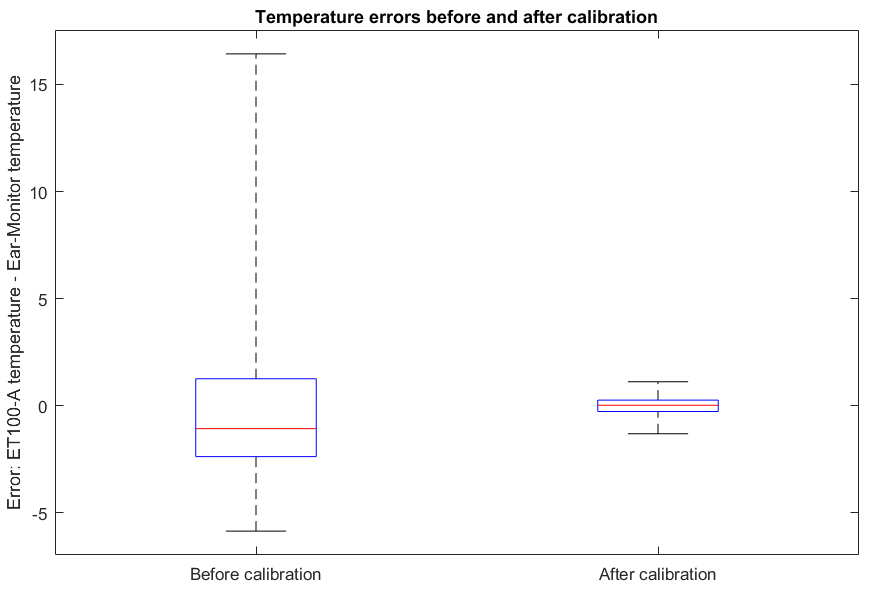 Temperature errors before and after calibration
Error: ET100-A temperature - Ear-Monitor temperature
15
10
5
0
-5
Before calibration
After calibration